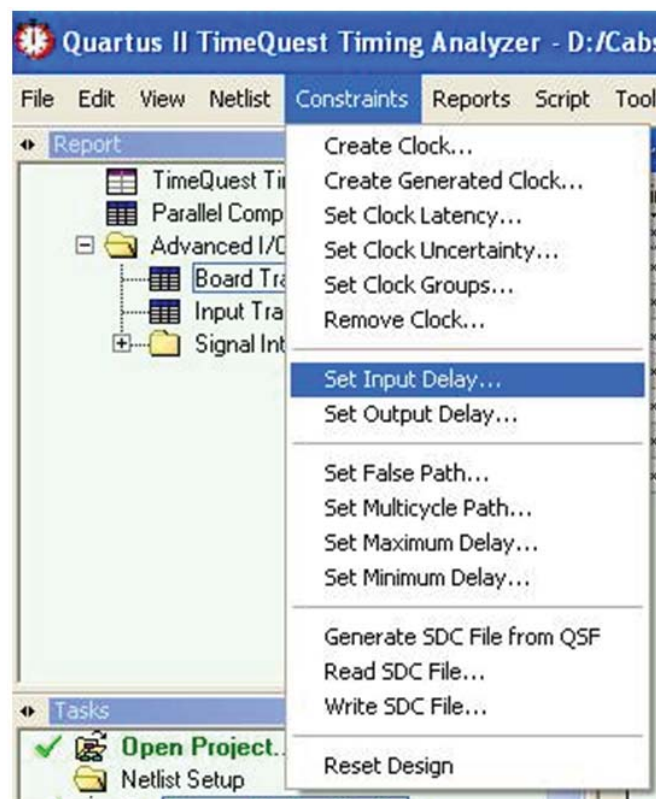 Quartus II TimeQuest Timing Analyzer - D:/Cabs
File Edit View Netlist Constraints Reports Script Tool
Report
TimeQuest Ti
Parallel Comp
Advanced I/O
Board Tra
Input Tra
Signal Int
Create Clock...
Create Generated Clock...
Set Clock Latency...
Set Clock Uncertainty...
Set Clock Groups...
Remove Clock...
Set Input Delay...
Set Output Delay...
Set False Path...
Set Multicycle Path...
Set Maximum Delay...
Set Minimum Delay...
Generate SDC File from QSF
Read SDC File...
Write SDC File...
Reset Design
Tasks
Open Project..
Netlist Setup